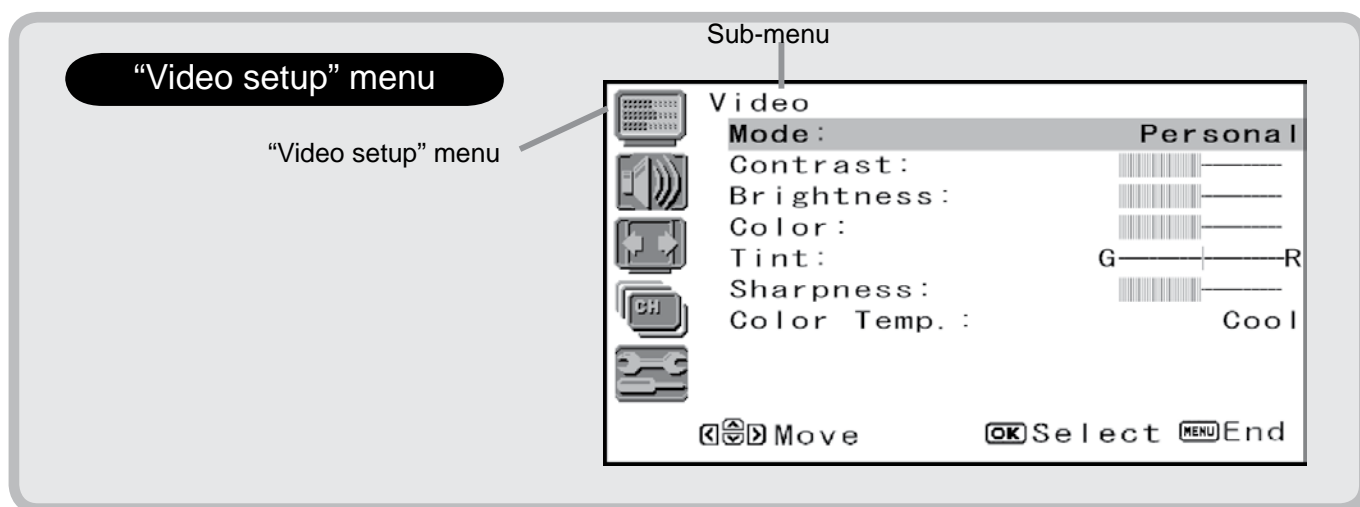 Sub-menu
“Video setup” menu
“Video setup” menu
Video
Mode: Personal
Contrast:
Brightness:
Color:
Tint: G R
Sharpness:
CH
Color Temp.: Cool
Move OK Select MENU End